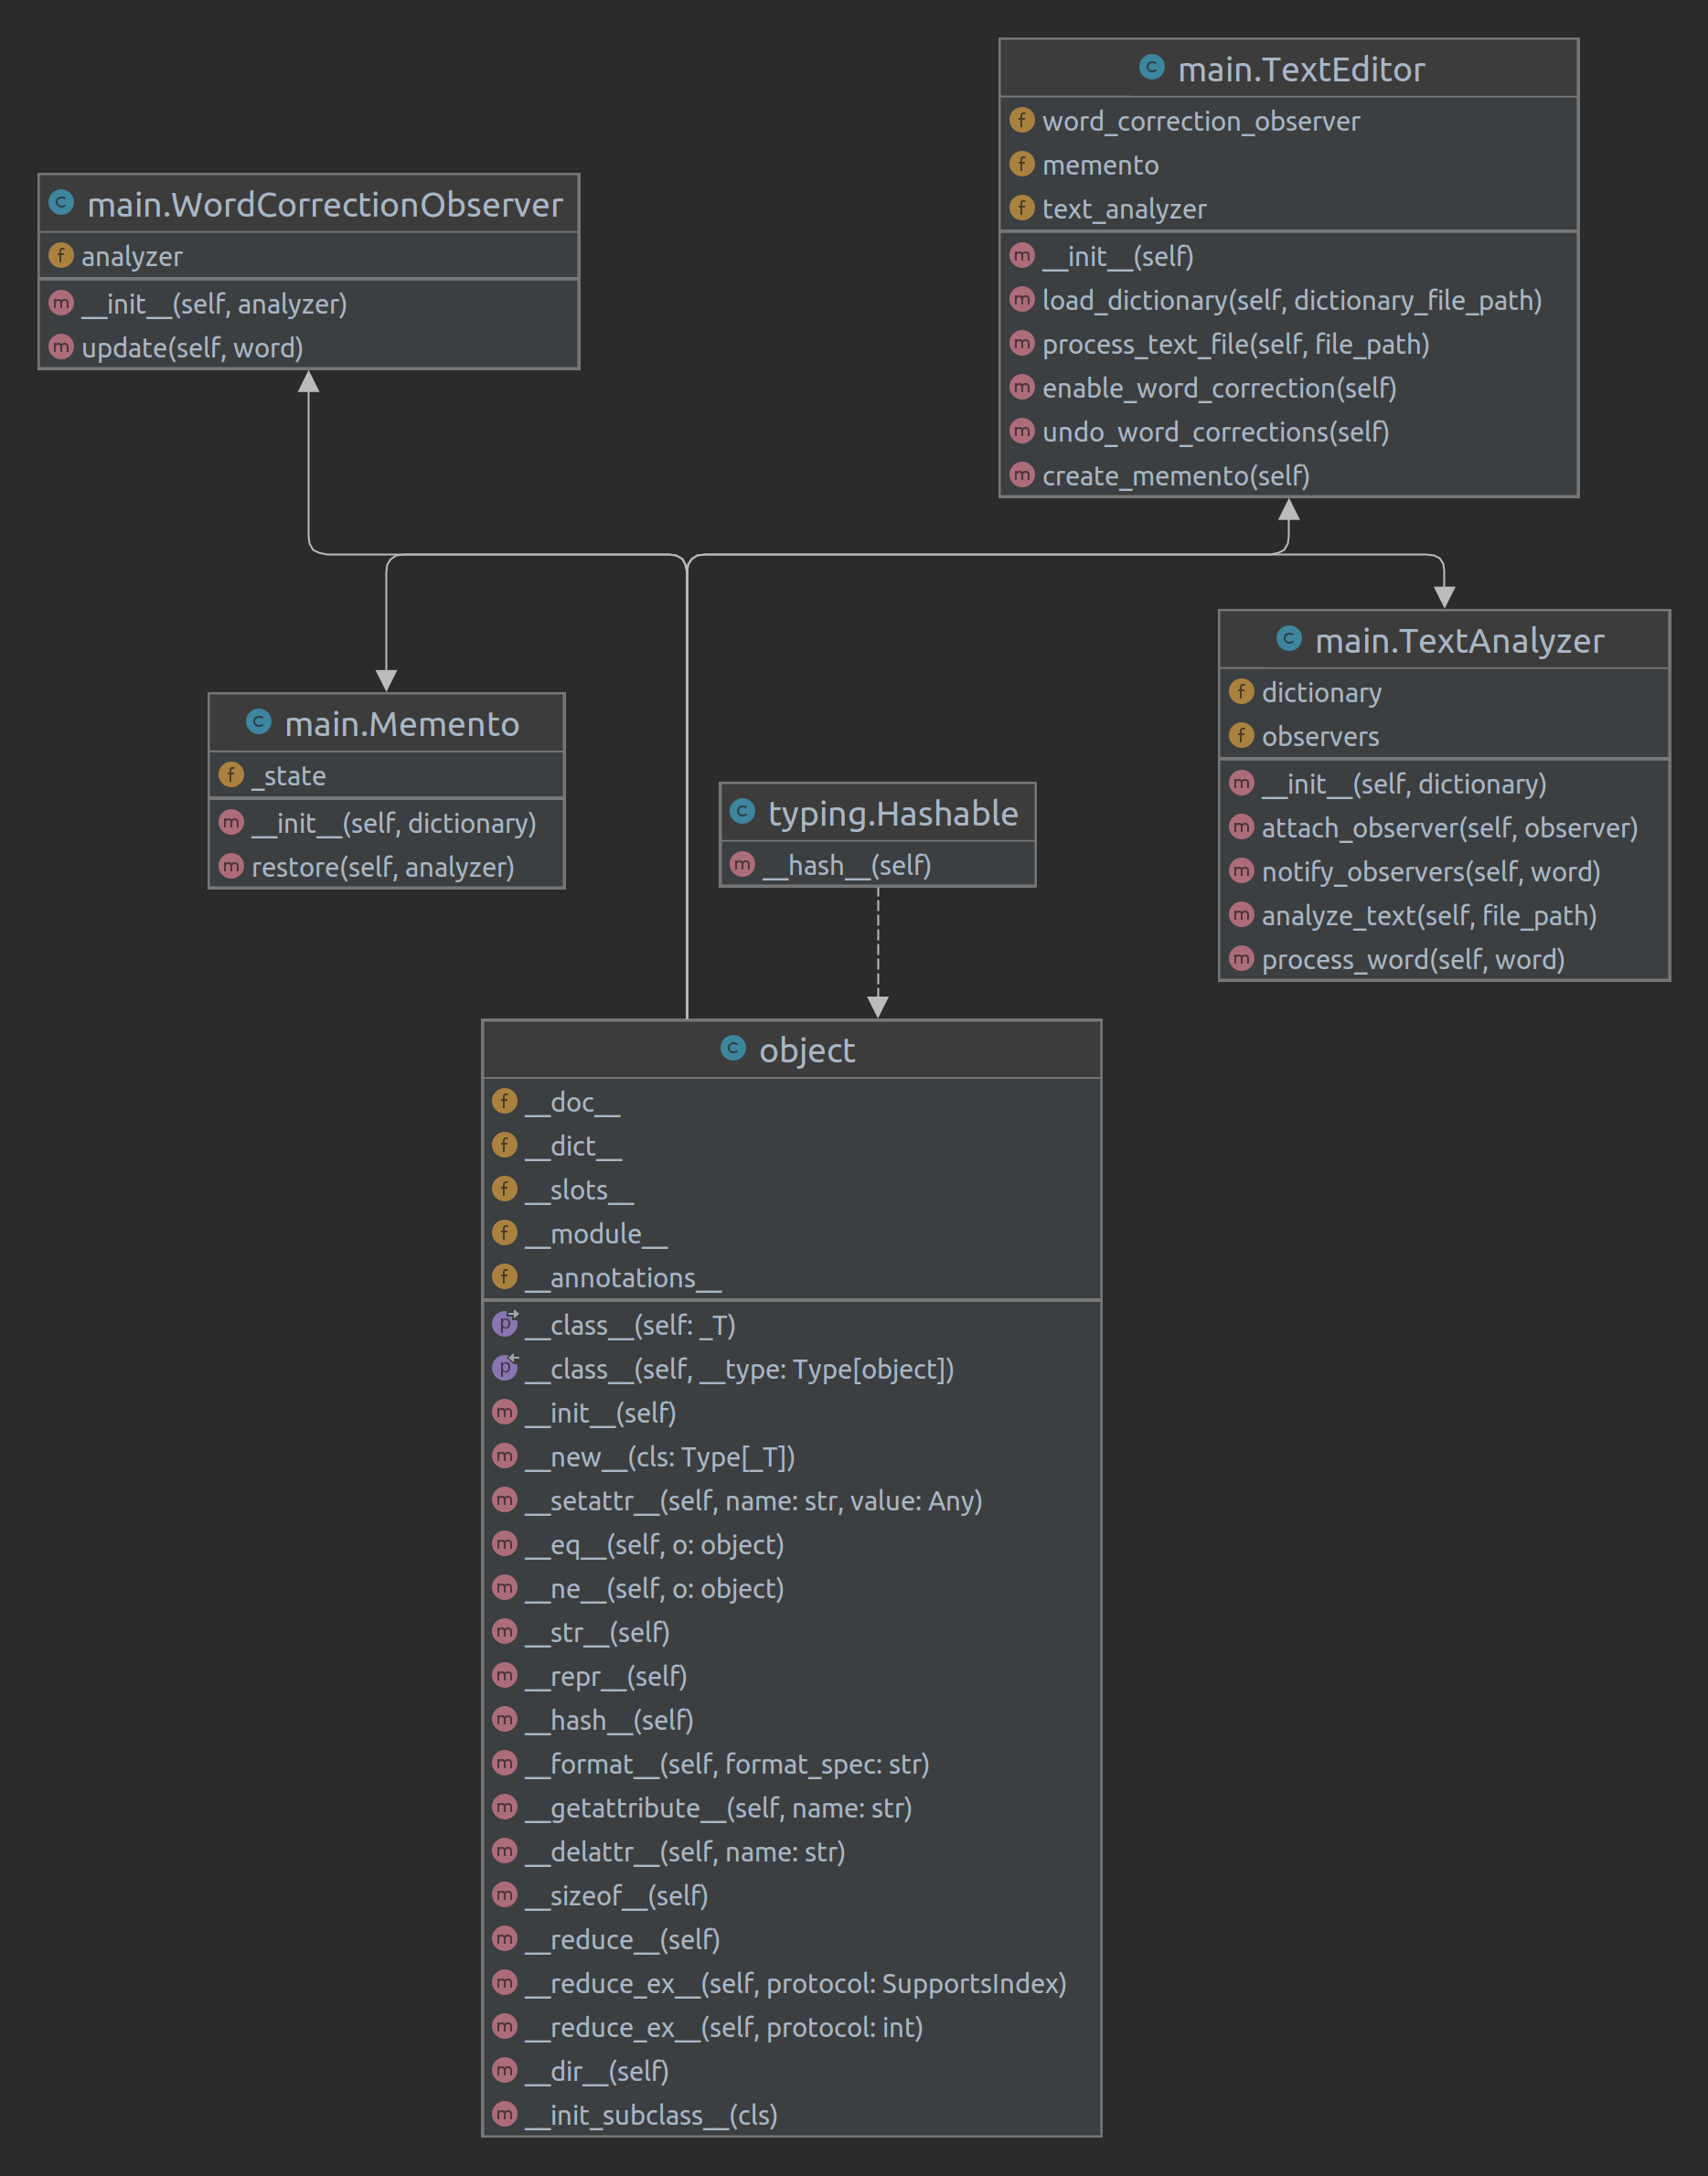 main.TextEditor
word_correction_observer
memento
text_analyzer
__init__(self)
load_dictionary(self, dictionary_file_path)
process_text_file(self, file_path)
enable_word_correction(self)
undo_word_corrections(self)
create_memento(self)
main.WordCorrectionObserver
analyzer
__init__(self, analyzer)
update(self, word)
main.TextAnalyzer
dictionary
observers
__init__(self, dictionary)
attach_observer(self, observer)
notify_observers(self, word)
analyze_text(self, file_path)
process_word(self, word)
main.Memento
_state
__init__(self, dictionary)
restore(self, analyzer)
typing.Hashable
__hash__(self)
object
__doc__
__dict__
__slots__
__module__
__annotations__
__class__(self: _T)
__class__(self, __type: Type[object])
__init__(self)
__new__(cls: Type[_T])
__setattr__(self, name: str, value: Any)
__eq__(self, o: object)
__ne__(self, o: object)
__str__(self)
__repr__(self)
__hash__(self)
__format__(self, format_spec: str)
__getattribute__(self, name: str)
__delattr__(self, name: str)
__sizeof__(self)
__reduce__(self)
__reduce_ex__(self, protocol: SupportsIndex)
__reduce_ex__(self, protocol: int)
__dir__(self)
__init_subclass__(cls)